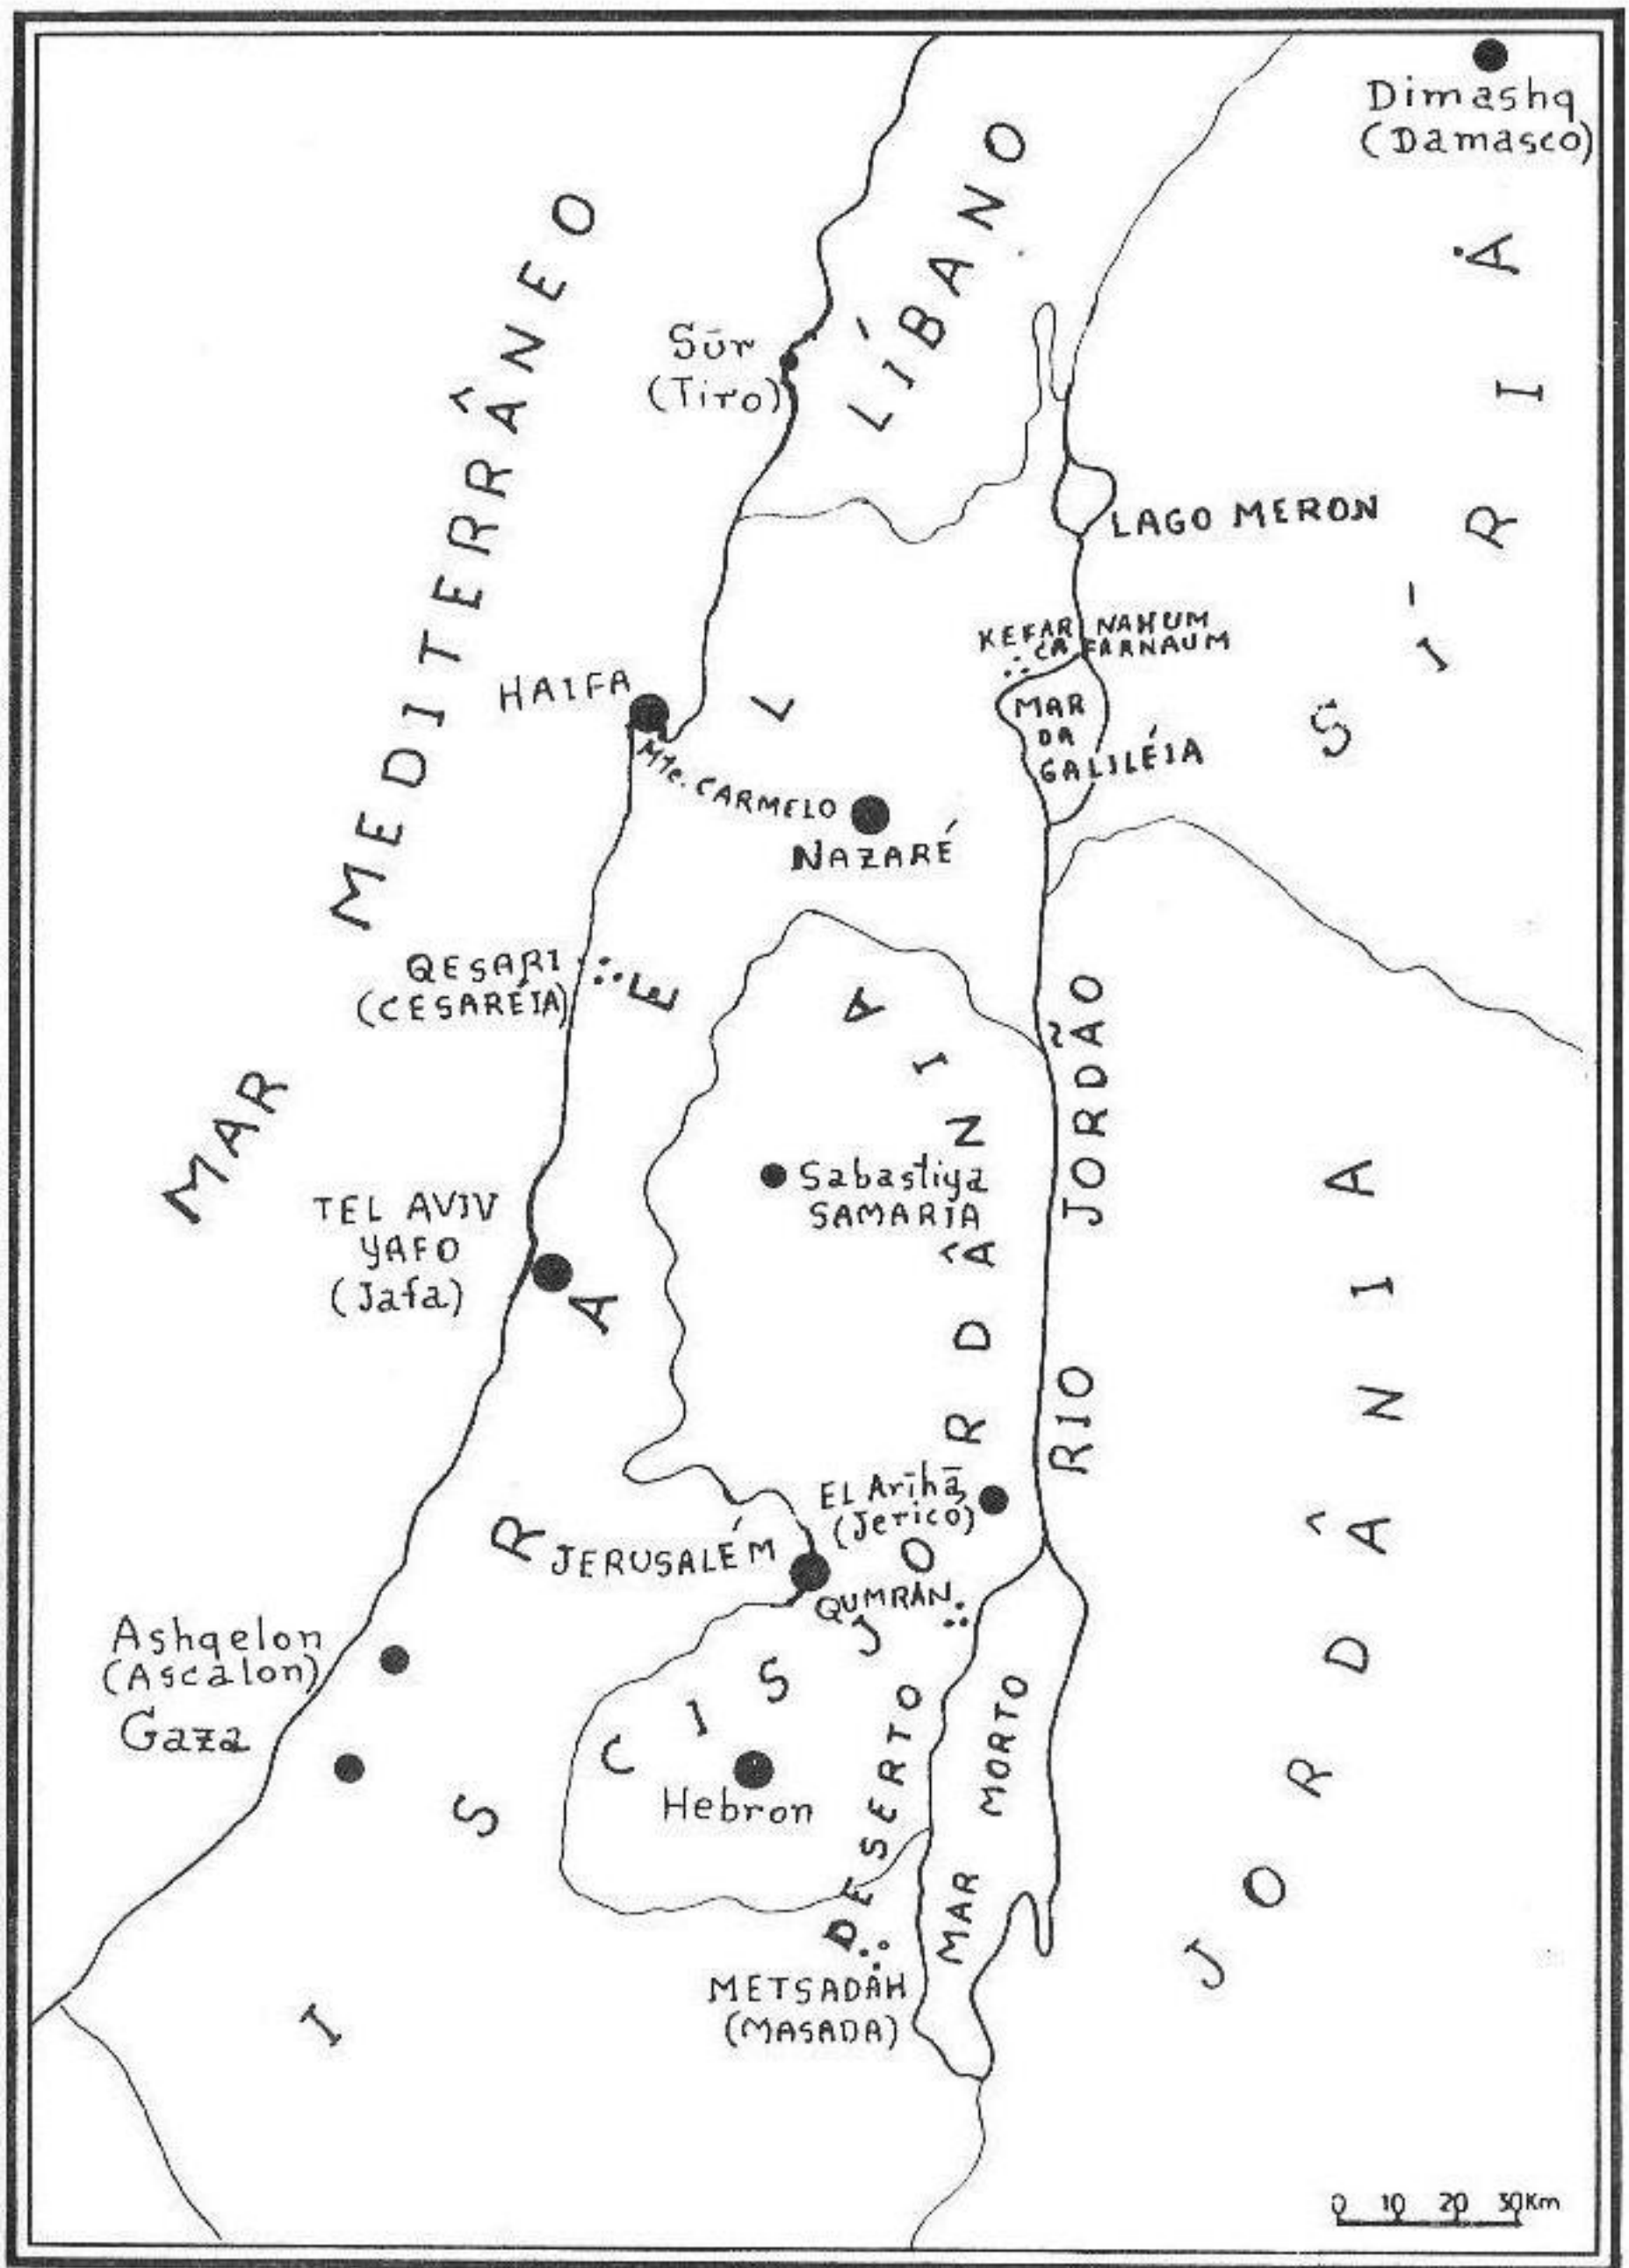 Dimashq
(Damasco)
LÍBANO
MAR MEDITERRÂNEO
SÍRIA
Sūr
(Tiro)
LAGO MERON
KEFAR NAHUM
CAFARNAUM
HAIFA
MAR
DA
GALILÉIA
Mte. CARMELO
NAZARÉ
QESARI
(CESARÉIA)
ISRAEL
RIO JORDÃO
Sabastiya
SAMARIA
TEL AVIV
YAFO
(Jafa)
CISJORDÂNIA
JORDÂNIA
EL Arīhā
(Jericó)
JERUSALÉM
QUMRÂN
Ashqelon
(Ascalon)
Gaza
Hebron
DESERTO
MAR MORTO
METSADÁH
(MASADA)
0 10 20 30Km